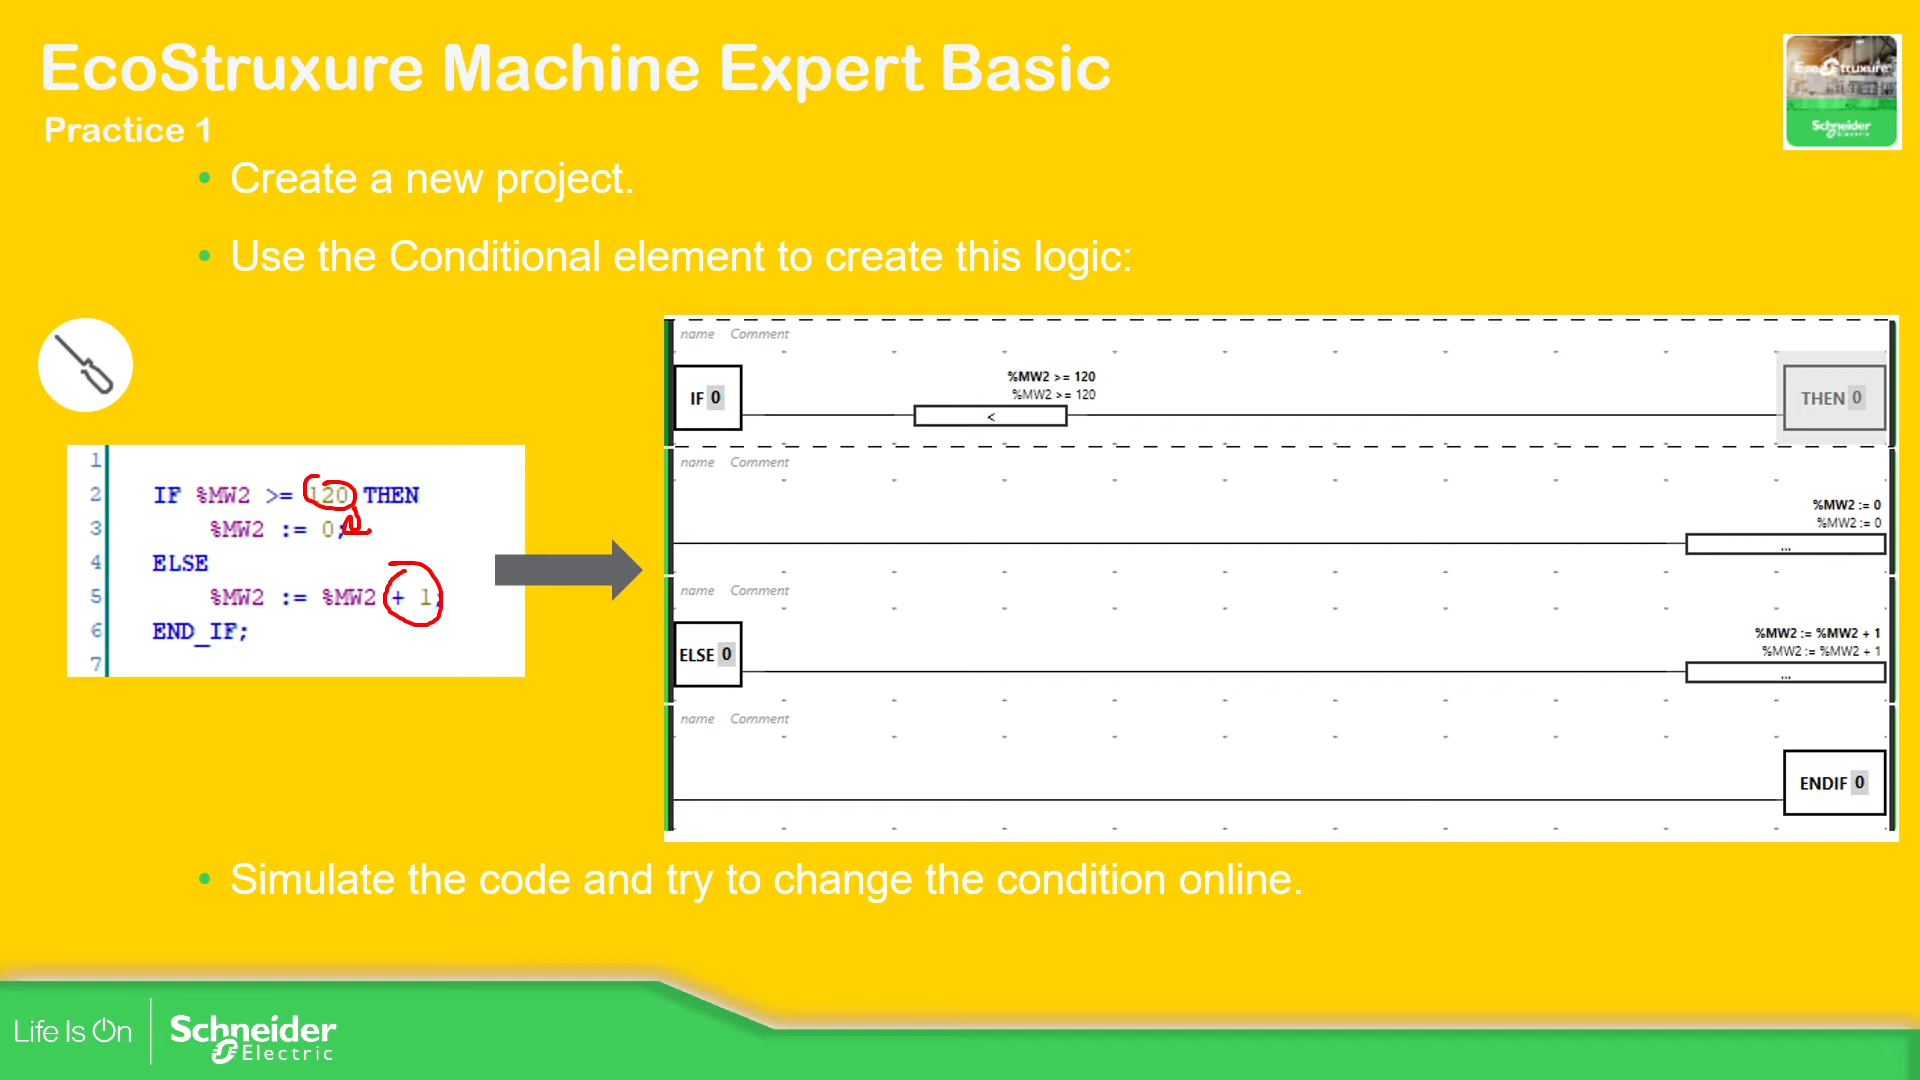 EcoStruxure Machine Expert Basic
Practice 1
EcoStruxure
Schneider
Electric
• Create a new project.
• Use the Conditional element to create this logic:
1
2 IF %MW2 >= 120 THEN
3 %MW2 := 0;
4 ELSE
5 %MW2 := %MW2 + 1;
6 END_IF;
7
name Comment
%MW2 >= 120
%MW2 >= 120
IF 0
<
THEN 0
name Comment
%MW2 := 0
%MW2 := 0
...
name Comment
%MW2 := %MW2 + 1
%MW2 := %MW2 + 1
ELSE 0
...
name Comment
ENDIF 0
• Simulate the code and try to change the condition online.
Life Is On
Schneider
Electric